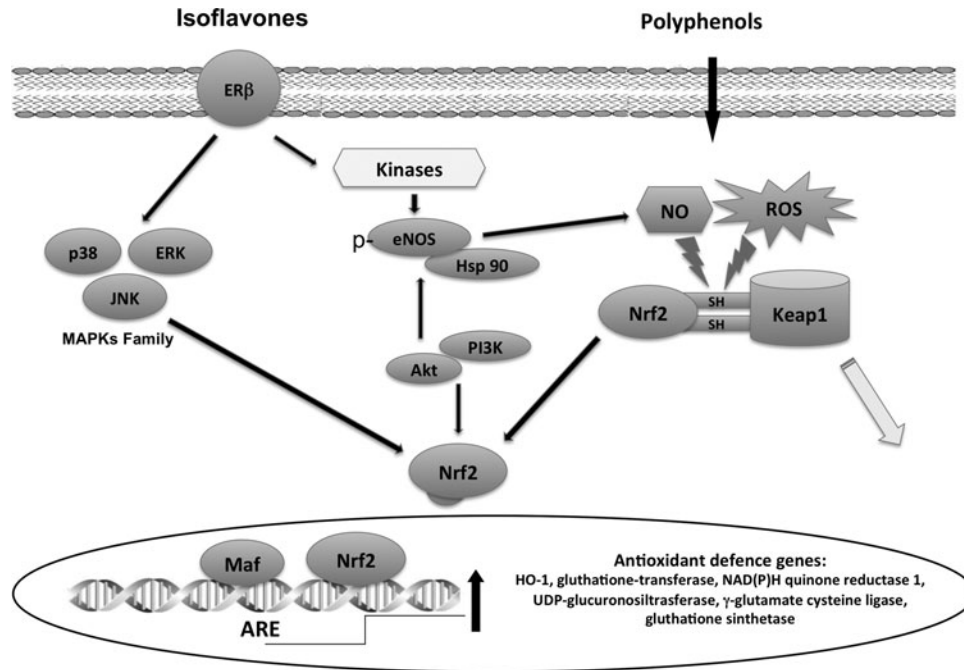 Isoflavones
Polyphenols
ERβ
Kinases
NO
ROS
p-
eNOS
Hsp 90
p38
ERK
JNK
MAPKs Family
SH
SH
Nrf2
Keap1
PI3K
Akt
Nrf2
Maf
Nrf2
ARE
Antioxidant defence genes:
HO-1, gluthatione-transferase, NAD(P)H quinone reductase 1,
UDP-glucuronosiltrasferase, γ-glutamate cysteine ligase,
gluthatione sinthetase